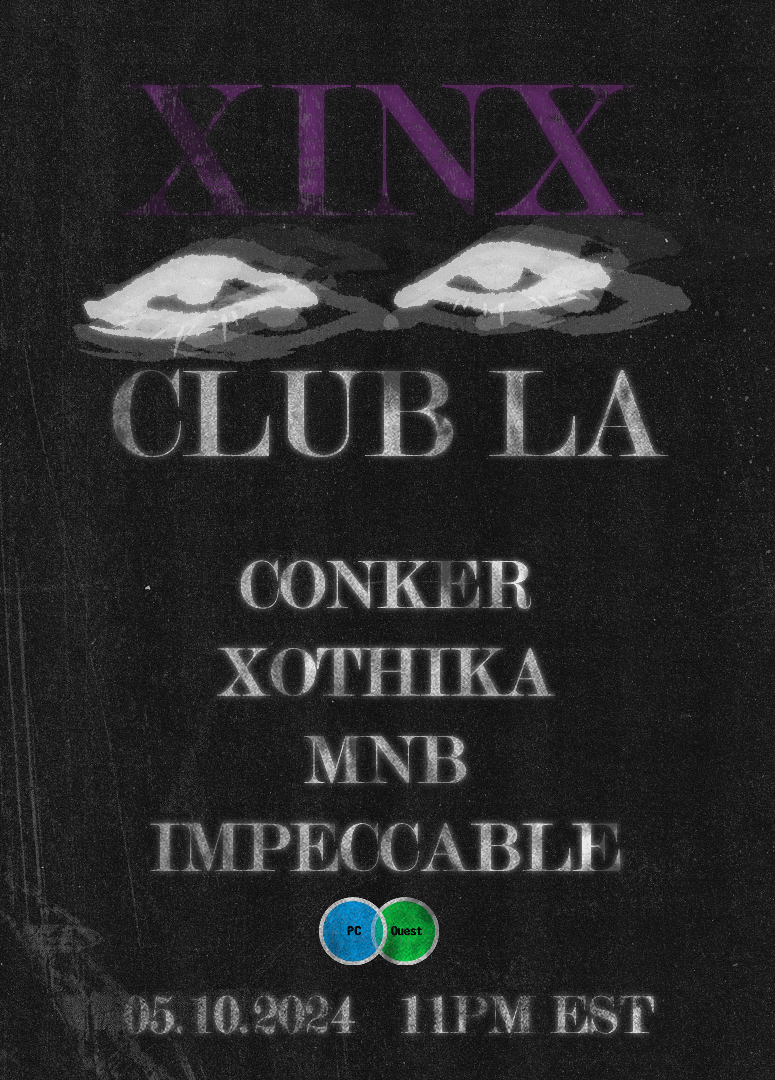 XINX
CLUB LA
CONKER
XOTHIKA
MNB
IMPECCABLE
PC Quest
05.10.2024 11PM EST